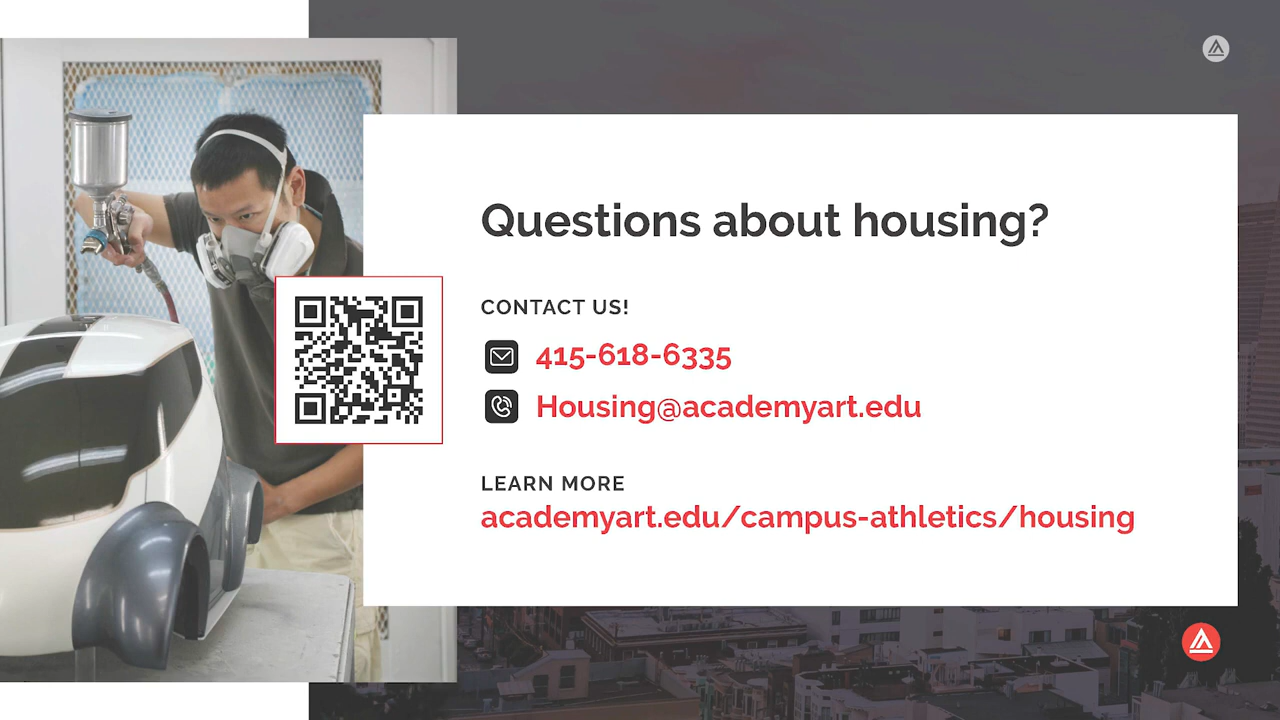 Questions about housing?
CONTACT US!
415-618-6335
Housing@academyart.edu
LEARN MORE
academyart.edu/campus-athletics/housing